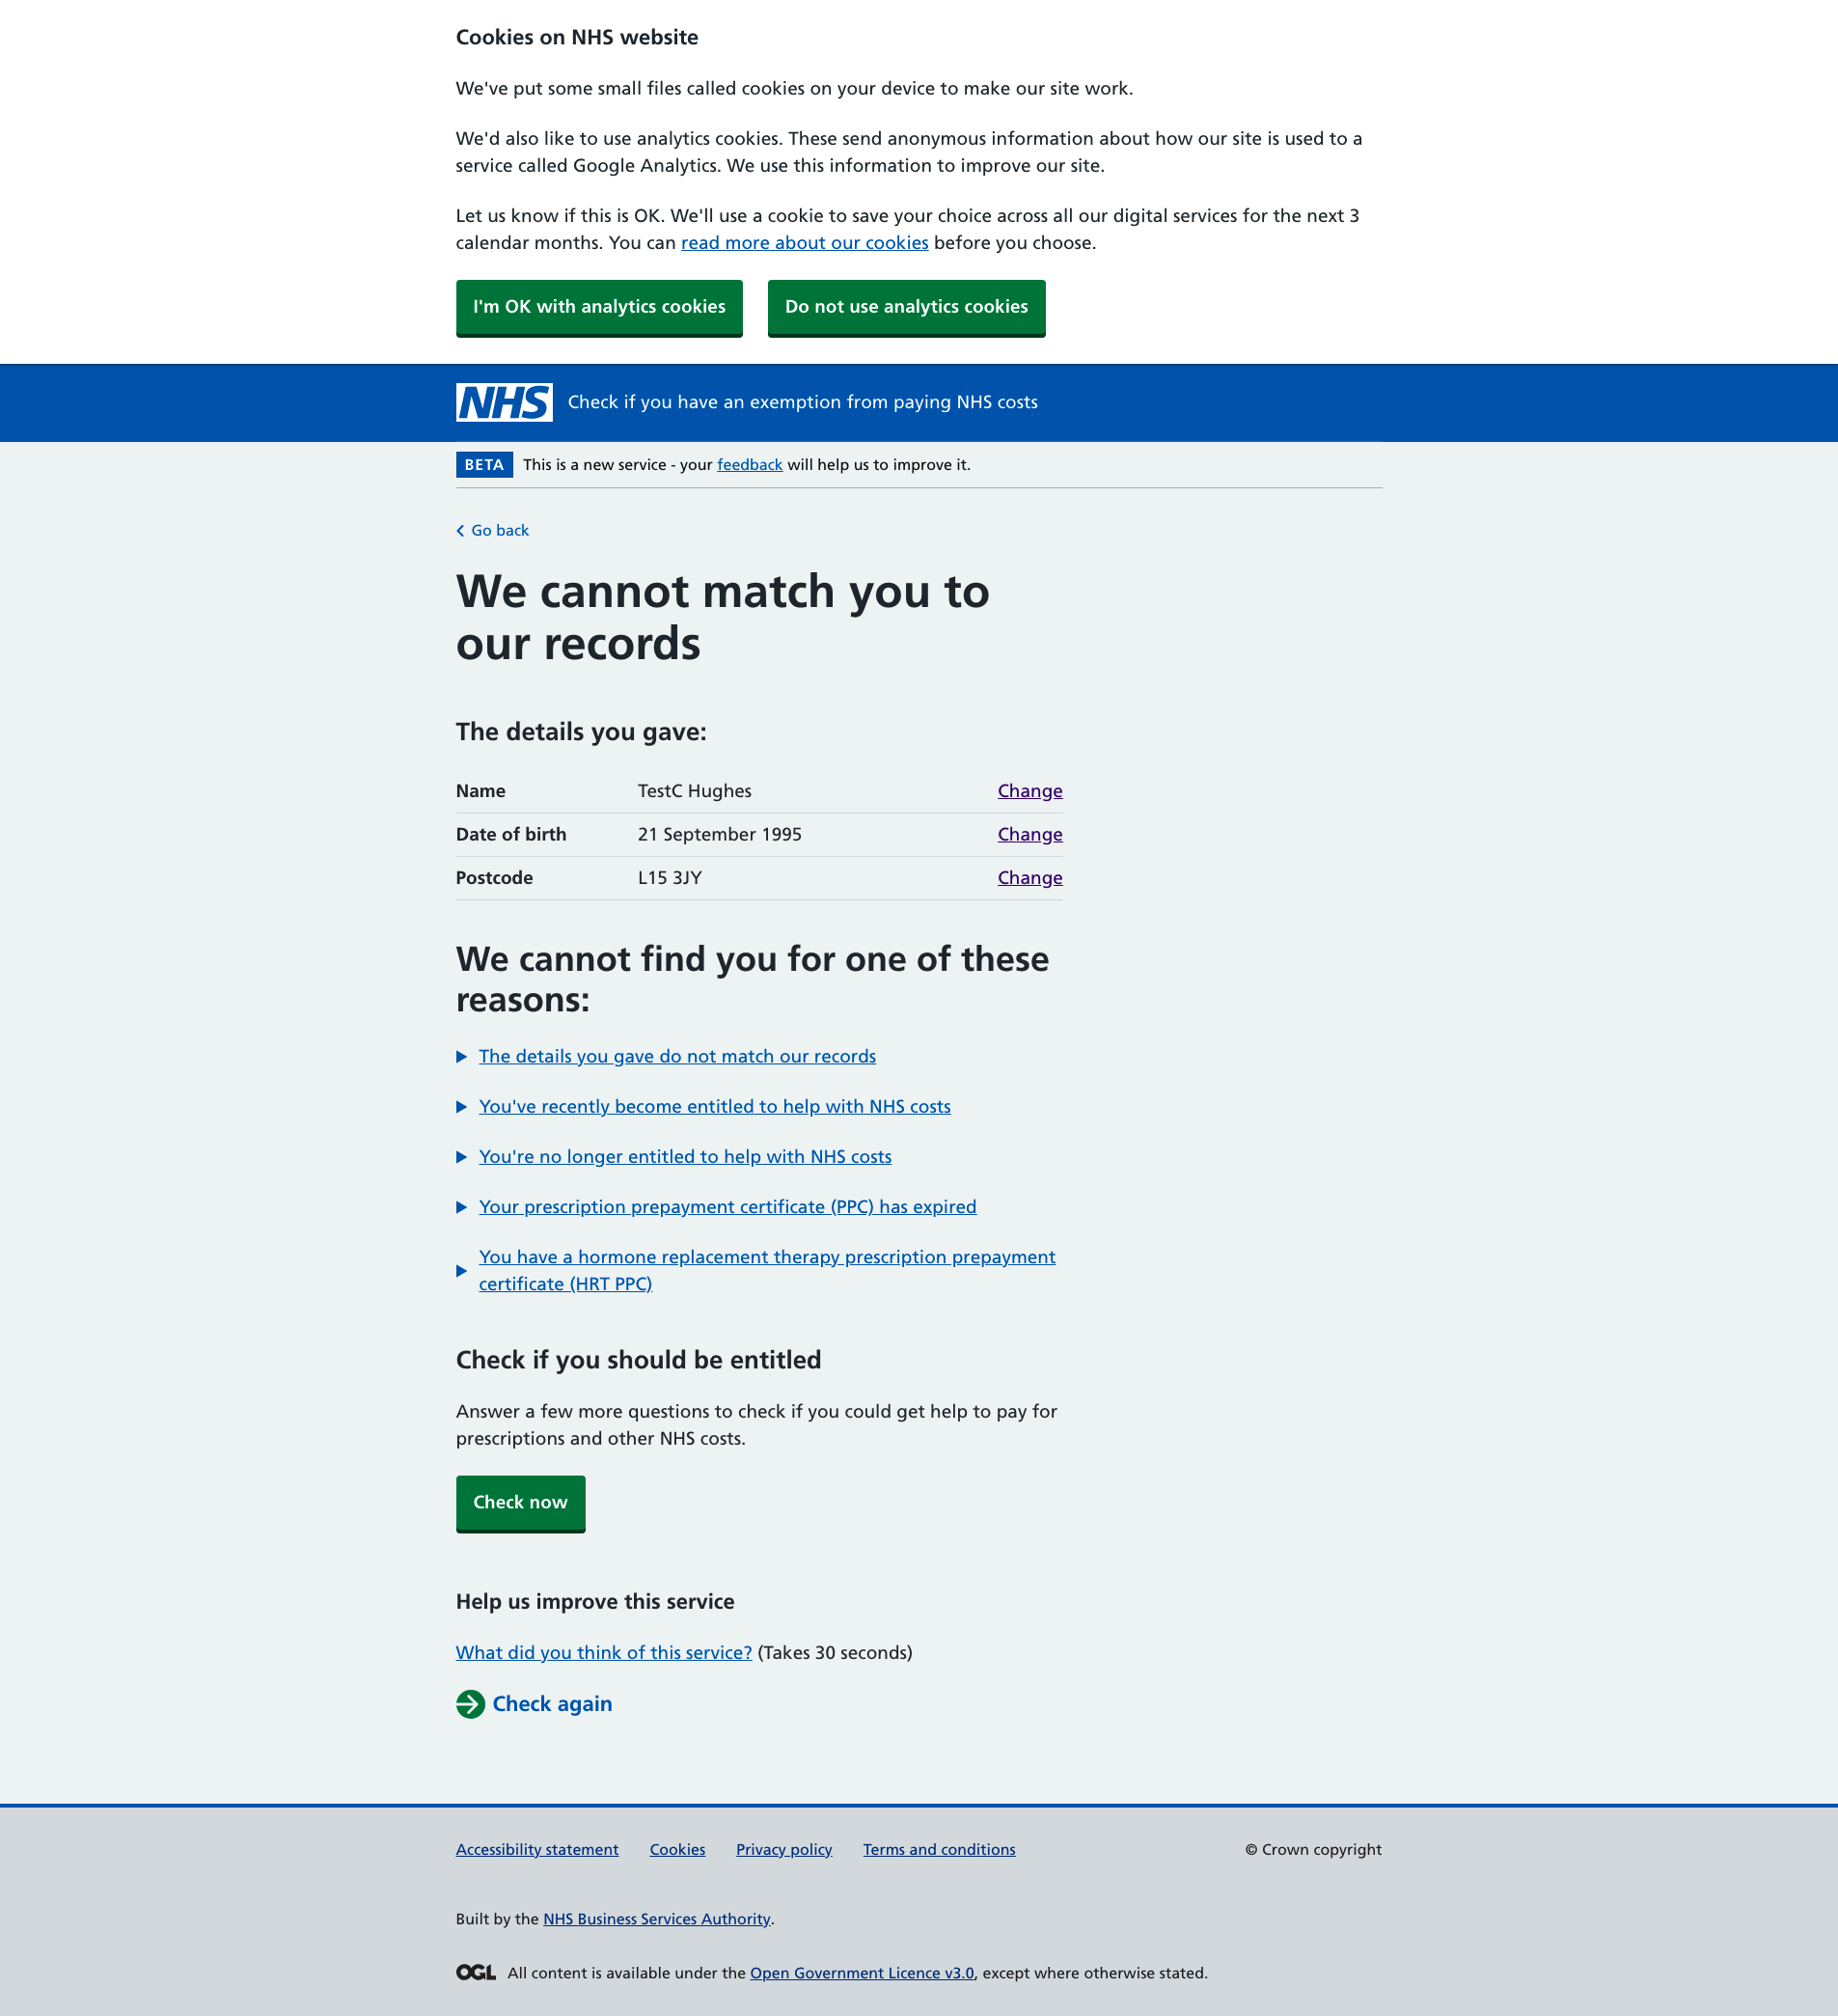 Cookies on NHS website
We've put some small files called cookies on your device to make our site work.
We'd also like to use analytics cookies. These send anonymous information about how our site is used to a
service called Google Analytics. We use this information to improve our site.
Let us know if this is OK. We'll use a cookie to save your choice across all our digital services for the next 3
calendar months. You can read more about our cookies before you choose.
I'm OK with analytics cookies
Do not use analytics cookies
NHS Check if you have an exemption from paying NHS costs
BETA This is a new service - your feedback will help us to improve it.
Go back
We cannot match you to
our records
The details you gave:
Name TestC Hughes Change
Date of birth 21 September 1995 Change
Postcode L15 3JY Change
We cannot find you for one of these
reasons:
The details you gave do not match our records
You've recently become entitled to help with NHS costs
You're no longer entitled to help with NHS costs
Your prescription prepayment certificate (PPC) has expired
You have a hormone replacement therapy prescription prepayment
certificate (HRT PPC)
Check if you should be entitled
Answer a few more questions to check if you could get help to pay for
prescriptions and other NHS costs.
Check now
Help us improve this service
What did you think of this service? (Takes 30 seconds)
Check again
Accessibility statement Cookies Privacy policy Terms and conditions © Crown copyright
Built by the NHS Business Services Authority.
OGL All content is available under the Open Government Licence v3.0, except where otherwise stated.